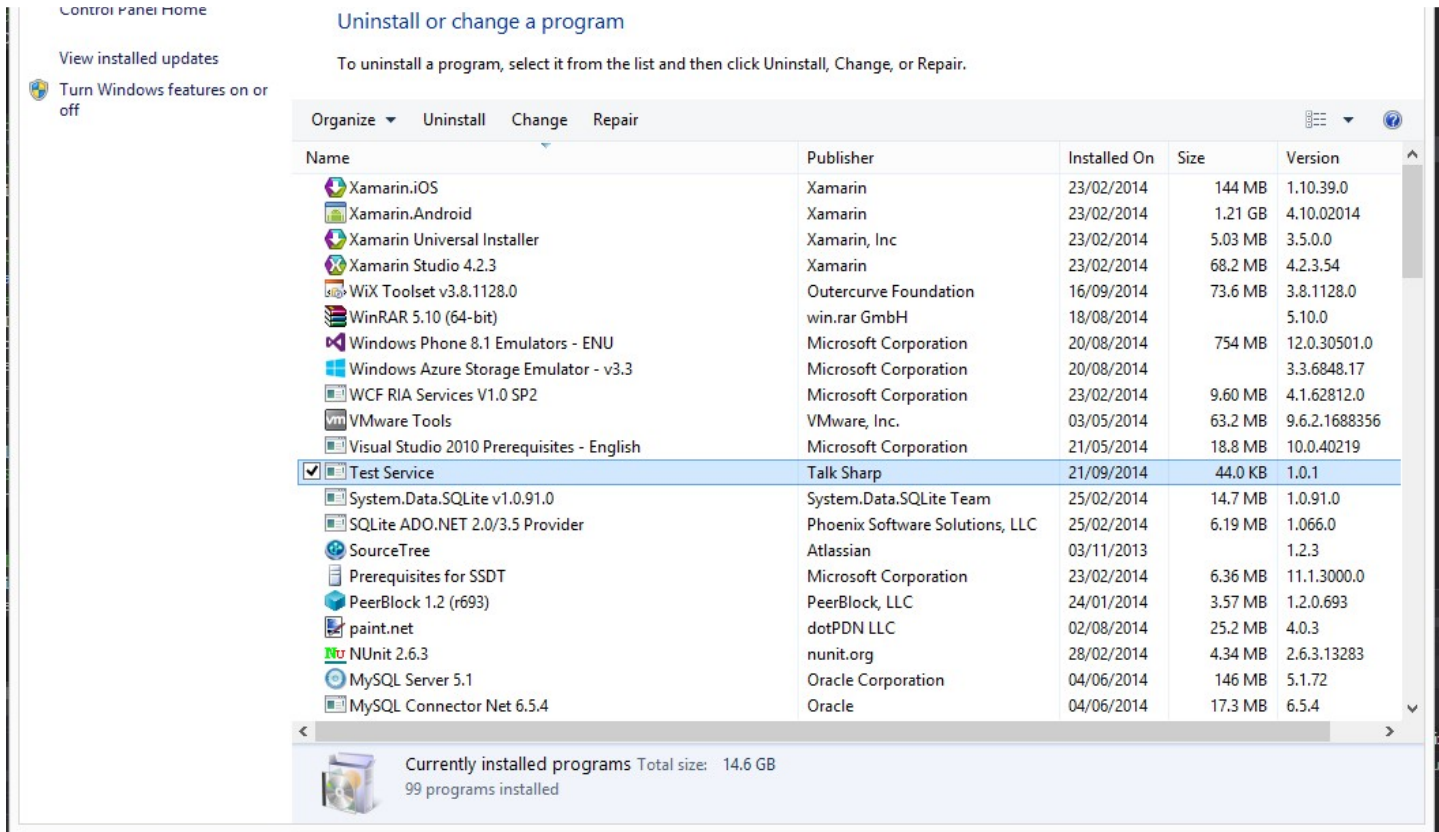 Control Panel Home
View installed updates
Turn Windows features on or
off
Uninstall or change a program
To uninstall a program, select it from the list and then click Uninstall, Change, or Repair.
Organize Uninstall Change Repair
Name Publisher Installed On Size Version
Xamarin.iOS Xamarin 23/02/2014 144 MB 1.10.39.0
Xamarin.Android Xamarin 23/02/2014 1.21 GB 4.10.02014
Xamarin Universal Installer Xamarin, Inc 23/02/2014 5.03 MB 3.5.0.0
Xamarin Studio 4.2.3 Xamarin 23/02/2014 68.2 MB 4.2.3.54
WiX Toolset v3.8.1128.0 Outercurve Foundation 16/09/2014 73.6 MB 3.8.1128.0
WinRAR 5.10 (64-bit) win.rar GmbH 18/08/2014 5.10.0
Windows Phone 8.1 Emulators - ENU Microsoft Corporation 20/08/2014 754 MB 12.0.30501.0
Windows Azure Storage Emulator - v3.3 Microsoft Corporation 20/08/2014 3.3.6848.17
WCF RIA Services V1.0 SP2 Microsoft Corporation 23/02/2014 9.60 MB 4.1.62812.0
vm VMware Tools VMware, Inc. 03/05/2014 63.2 MB 9.6.2.1688356
Visual Studio 2010 Prerequisites - English Microsoft Corporation 21/05/2014 18.8 MB 10.0.40219
Test Service Talk Sharp 21/09/2014 44.0 KB 1.0.1
System.Data.SQLite v1.0.91.0 System.Data.SQLite Team 25/02/2014 14.7 MB 1.0.91.0
SQLite ADO.NET 2.0/3.5 Provider Phoenix Software Solutions, LLC 25/02/2014 6.19 MB 1.066.0
SourceTree Atlassian 03/11/2013 1.2.3
Prerequisites for SSDT Microsoft Corporation 23/02/2014 6.36 MB 11.1.3000.0
PeerBlock 1.2 (r693) PeerBlock, LLC 24/01/2014 3.57 MB 1.2.0.693
paint.net dotPDN LLC 02/08/2014 25.2 MB 4.0.3
Nu NUnit 2.6.3 nunit.org 28/02/2014 4.34 MB 2.6.3.13283
MySQL Server 5.1 Oracle Corporation 04/06/2014 146 MB 5.1.72
MySQL Connector Net 6.5.4 Oracle 04/06/2014 17.3 MB 6.5.4
Currently installed programs Total size: 14.6 GB
99 programs installed